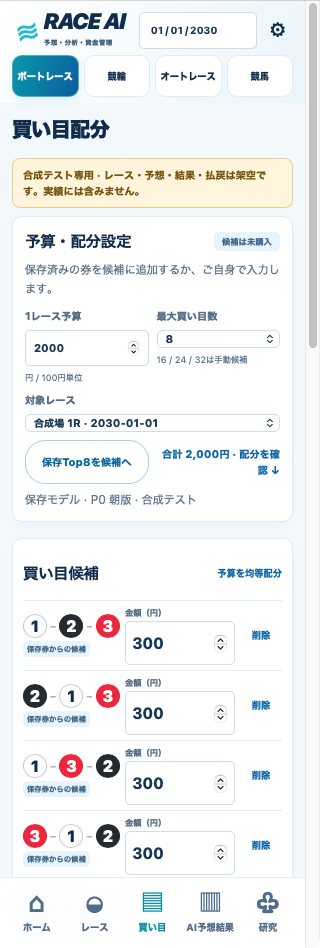 RACE AI
予想・分析・資金管理
01/01/2030
ボートレース
競輪
オートレース
競馬
買い目配分
合成テスト専用・レース・予想・結果・払戻は架空で
す。実績には含みません。
予算・配分設定
候補は未購入
保存済みの券を候補に追加するか、ご自身で入力し
ます。
1レース予算
最大買い目数
2000
8
円 / 100円単位
16 / 24 / 32は手動候補
対象レース
合成場 1R · 2030-01-01
保存Top8を候補へ
合計 2,000円・配分を確
認 ↓
保存モデル・P0 朝版・合成テスト
買い目候補
予算を均等配分
金額（円）
1 - 2 - 3
300
削除
保存券からの候補
金額（円）
2 - 1 - 3
300
削除
保存券からの候補
金額（円）
1 - 3 - 2
300
削除
保存券からの候補
金額（円）
3 - 1 - 2
300
削除
保存券からの候補
ホーム
レース
買い目
AI予想結果
研究